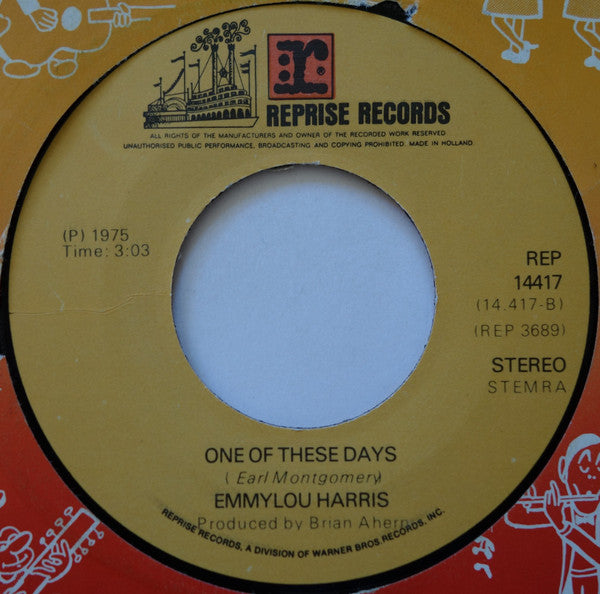 r
REPRISE RECORDS
ALL RIGHTS OF THE MANUFACTURERS AND OWNER OF THE RECORDED WORK RESERVED
UNAUTHORISED PUBLIC PERFORMANCE, BROADCASTING AND COPYING PROHIBITED. MADE IN HOLLAND
(P) 1975
Time: 3:03
REP
14417
(14.417-B)
(REP 3689)
STEREO
STEMRA
ONE OF THESE DAYS
(Earl Montgomery)
EMMYLOU HARRIS
Produced by Brian Ahern
REPRISE RECORDS, A DIVISION OF WARNER BROS RECORDS, INC.